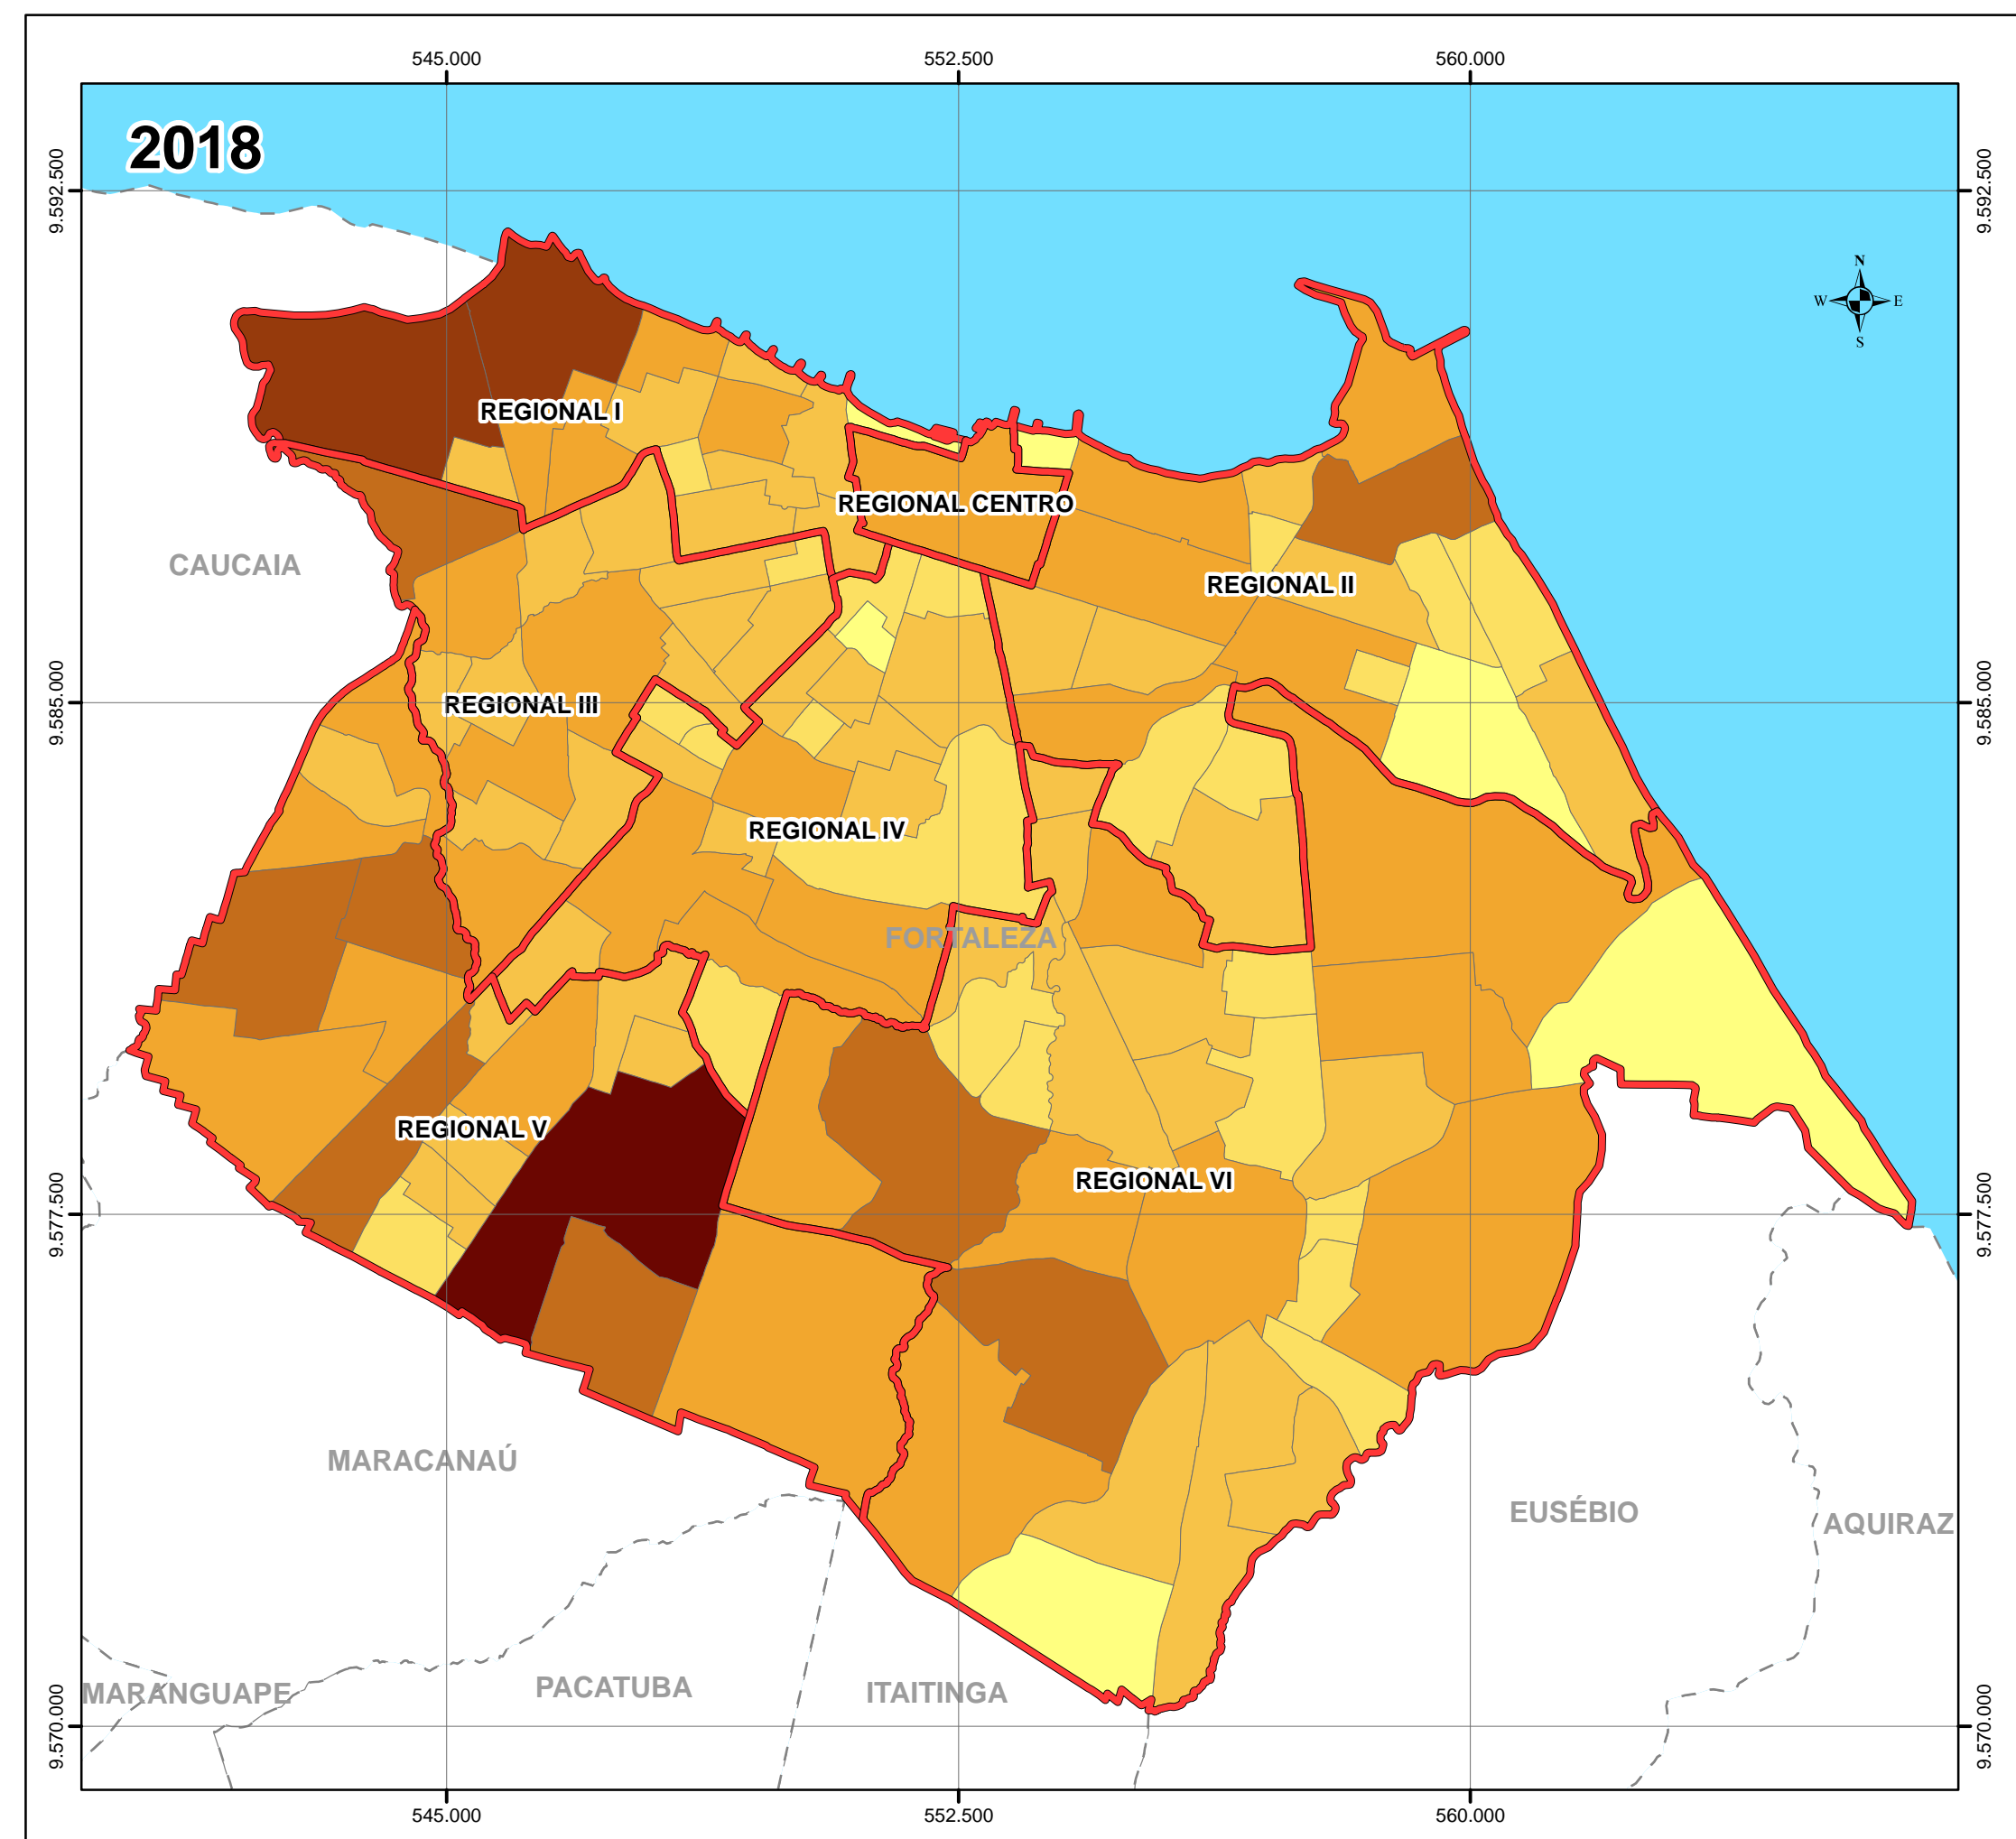 545.000 552.500 560.000
2018
9.592.500 9.592.500
N
W E
S
REGIONAL I
REGIONAL CENTRO
CAUCAIA
REGIONAL II
9.585.000 9.585.000
REGIONAL III
REGIONAL IV
FORTALEZA
REGIONAL V
REGIONAL VI
9.577.500 9.577.500
MARACANAÚ
EUSÉBIO
AQUIRAZ
MARANGUAPE
PACATUBA
ITAITINGA
9.570.000 9.570.000
545.000 552.500 560.000